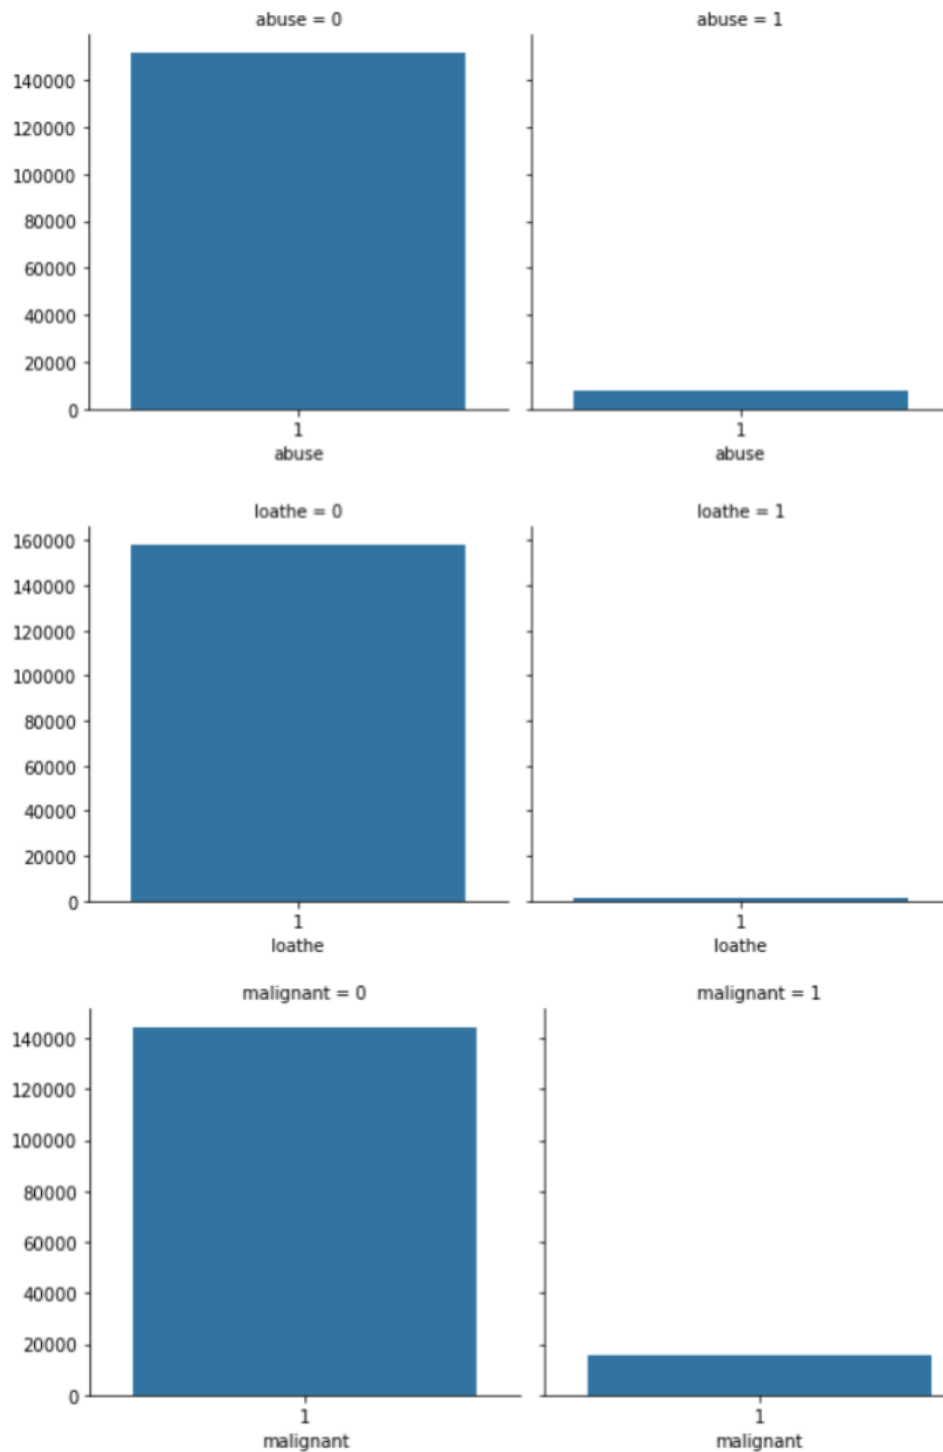 abuse = 0
abuse = 1
140000
120000
100000
80000
60000
40000
20000
0
1
1
abuse
abuse
loathe = 0
loathe = 1
160000
140000
120000
100000
80000
60000
40000
20000
0
1
1
loathe
loathe
malignant = 0
malignant = 1
140000
120000
100000
80000
60000
40000
20000
0
1
1
malignant
malignant